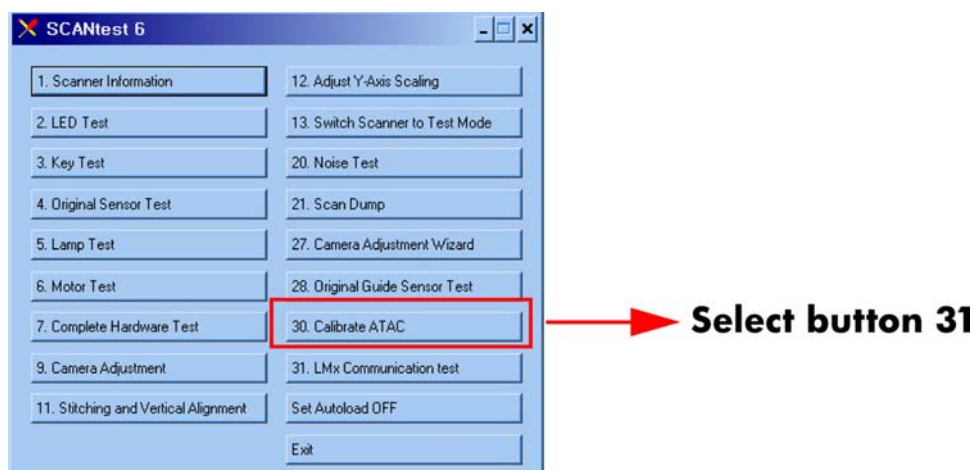 SCANtest 6
1. Scanner Information
2. LED Test
3. Key Test
4. Original Sensor Test
5. Lamp Test
6. Motor Test
7. Complete Hardware Test
9. Camera Adjustment
11. Stitching and Vertical Alignment
12. Adjust Y-Axis Scaling
13. Switch Scanner to Test Mode
20. Noise Test
21. Scan Dump
27. Camera Adjustment Wizard
28. Original Guide Sensor Test
30. Calibrate ATAC
31. LMx Communication test
Set Autoload OFF
Exit
Select button 31